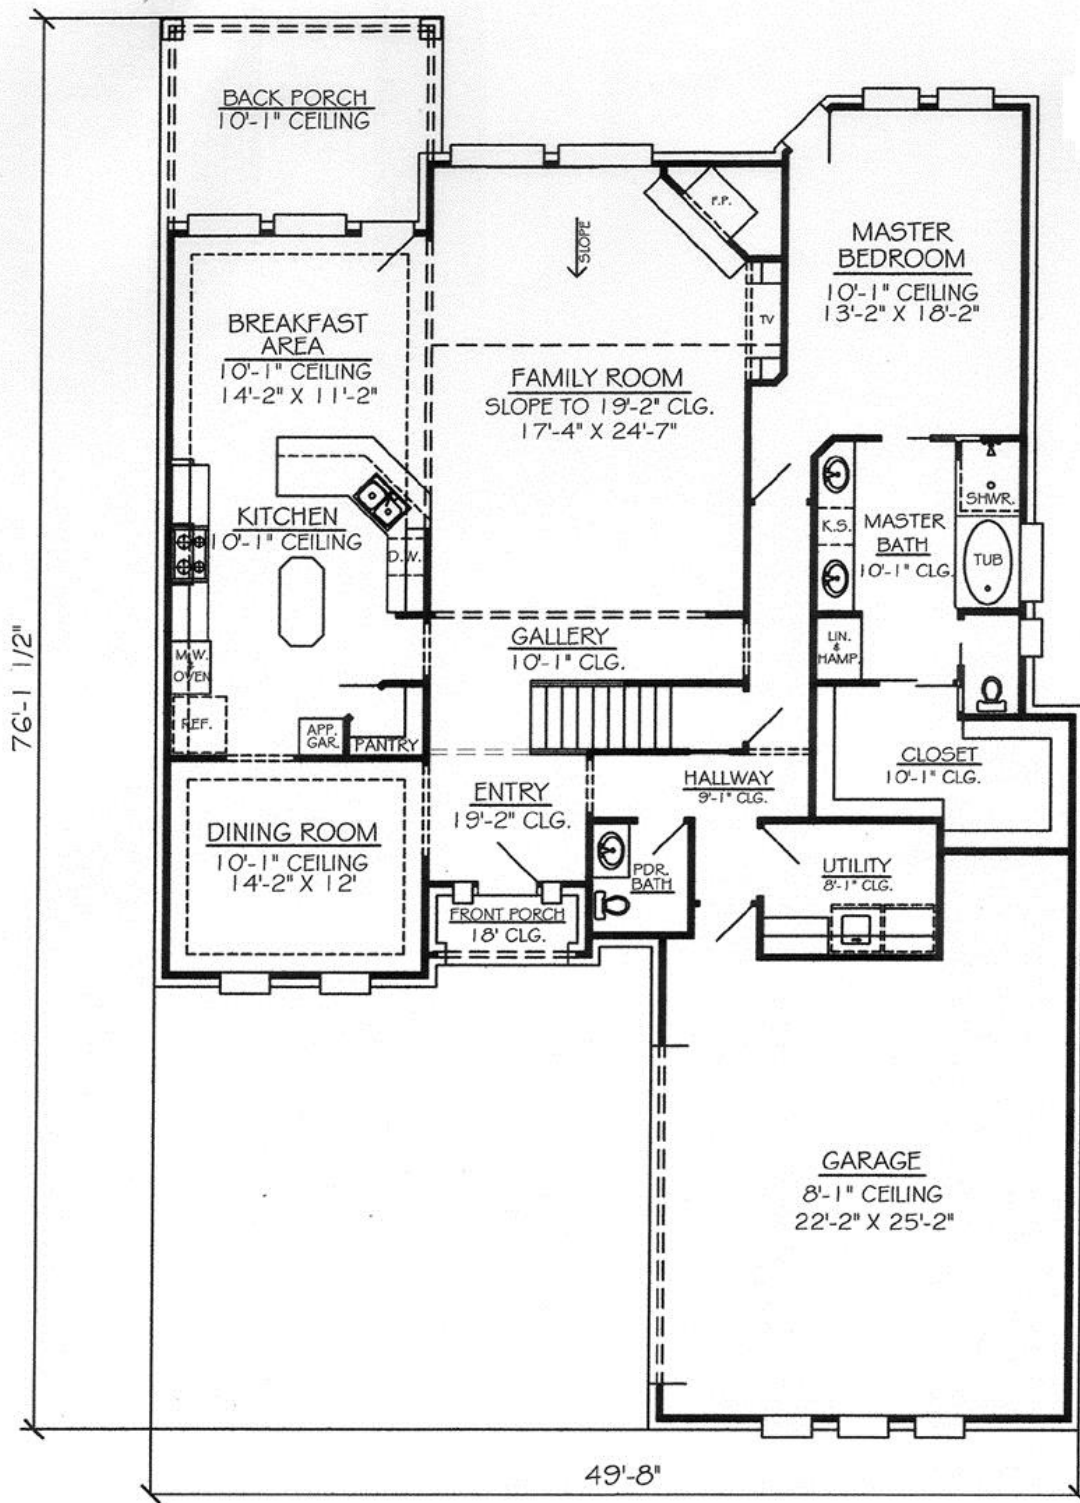 BACK PORCH
10'-1" CEILING
F.P.
SLOPE
MASTER
BEDROOM
10'-1" CEILING
13'-2" X 18'-2"
BREAKFAST
AREA
10'-1" CEILING
14'-2" X 11'-2"
TV
FAMILY ROOM
SLOPE TO 19'-2" CLG.
17'-4" X 24'-7"
KITCHEN
10'-1" CEILING
D.W.
K.S.
MASTER
BATH
10'-1" CLG.
SHWR.
TUB
GALLERY
10'-1" CLG.
LIN.
&
HAMP.
M.W.
&
OVEN
REF.
APP.
GAR.
PANTRY
76'-1 1/2"
ENTRY
19'-2" CLG.
HALLWAY
9'-1" CLG.
CLOSET
10'-1" CLG.
DINING ROOM
10'-1" CEILING
14'-2" X 12'
PDR.
BATH
UTILITY
8'-1" CLG.
FRONT PORCH
18' CLG.
GARAGE
8'-1" CEILING
22'-2" X 25'-2"
49'-8"